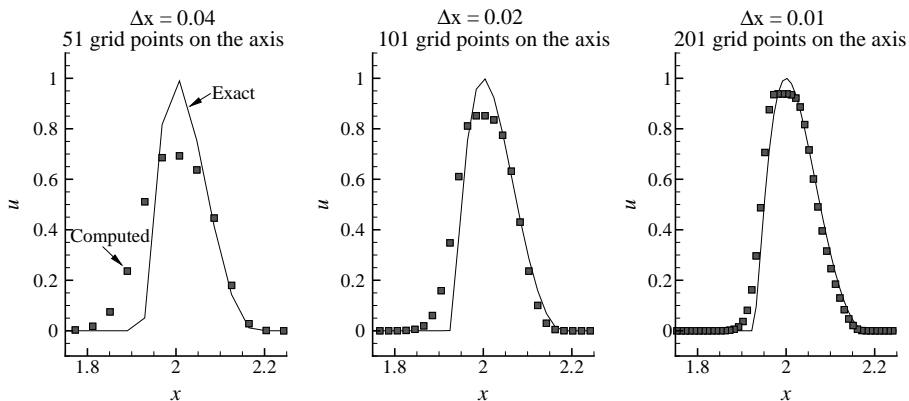 Δx = 0.04
51 grid points on the axis
1
0.8
0.6
0.4
0.2
0
u
Exact
Computed
1.8
2
2.2
x
Δx = 0.02
101 grid points on the axis
1
0.8
0.6
0.4
0.2
0
u
1.8
2
2.2
x
Δx = 0.01
201 grid points on the axis
1
0.8
0.6
0.4
0.2
0
u
1.8
2
2.2
x